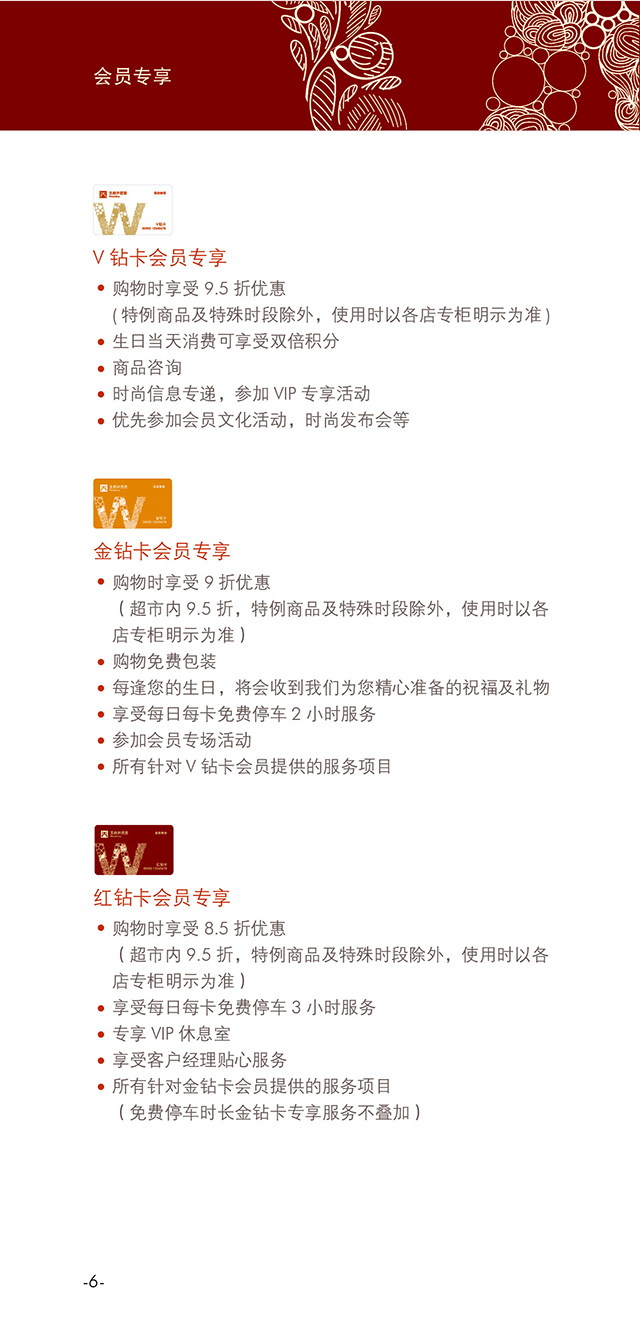 会员专享
V钻卡
V 钻卡会员专享
购物时享受 9.5 折优惠
(特例商品及特殊时段除外，使用时以各店专柜明示为准)
生日当天消费可享受双倍积分
商品咨询
时尚信息专递，参加 VIP 专享活动
优先参加会员文化活动，时尚发布会等
金钻卡会员专享
购物时享受 9 折优惠
（超市内 9.5 折，特例商品及特殊时段除外，使用时以各
店专柜明示为准）
购物免费包装
每逢您的生日，将会收到我们为您精心准备的祝福及礼物
享受每日每卡免费停车 2 小时服务
参加会员专场活动
所有针对 V 钻卡会员提供的服务项目
红钻卡会员专享
购物时享受 8.5 折优惠
（超市内 9.5 折，特例商品及特殊时段除外，使用时以各
店专柜明示为准）
享受每日每卡免费停车 3 小时服务
专享 VIP 休息室
享受客户经理贴心服务
所有针对金钻卡会员提供的服务项目
（免费停车时长金钻卡专享服务不叠加）
-6-